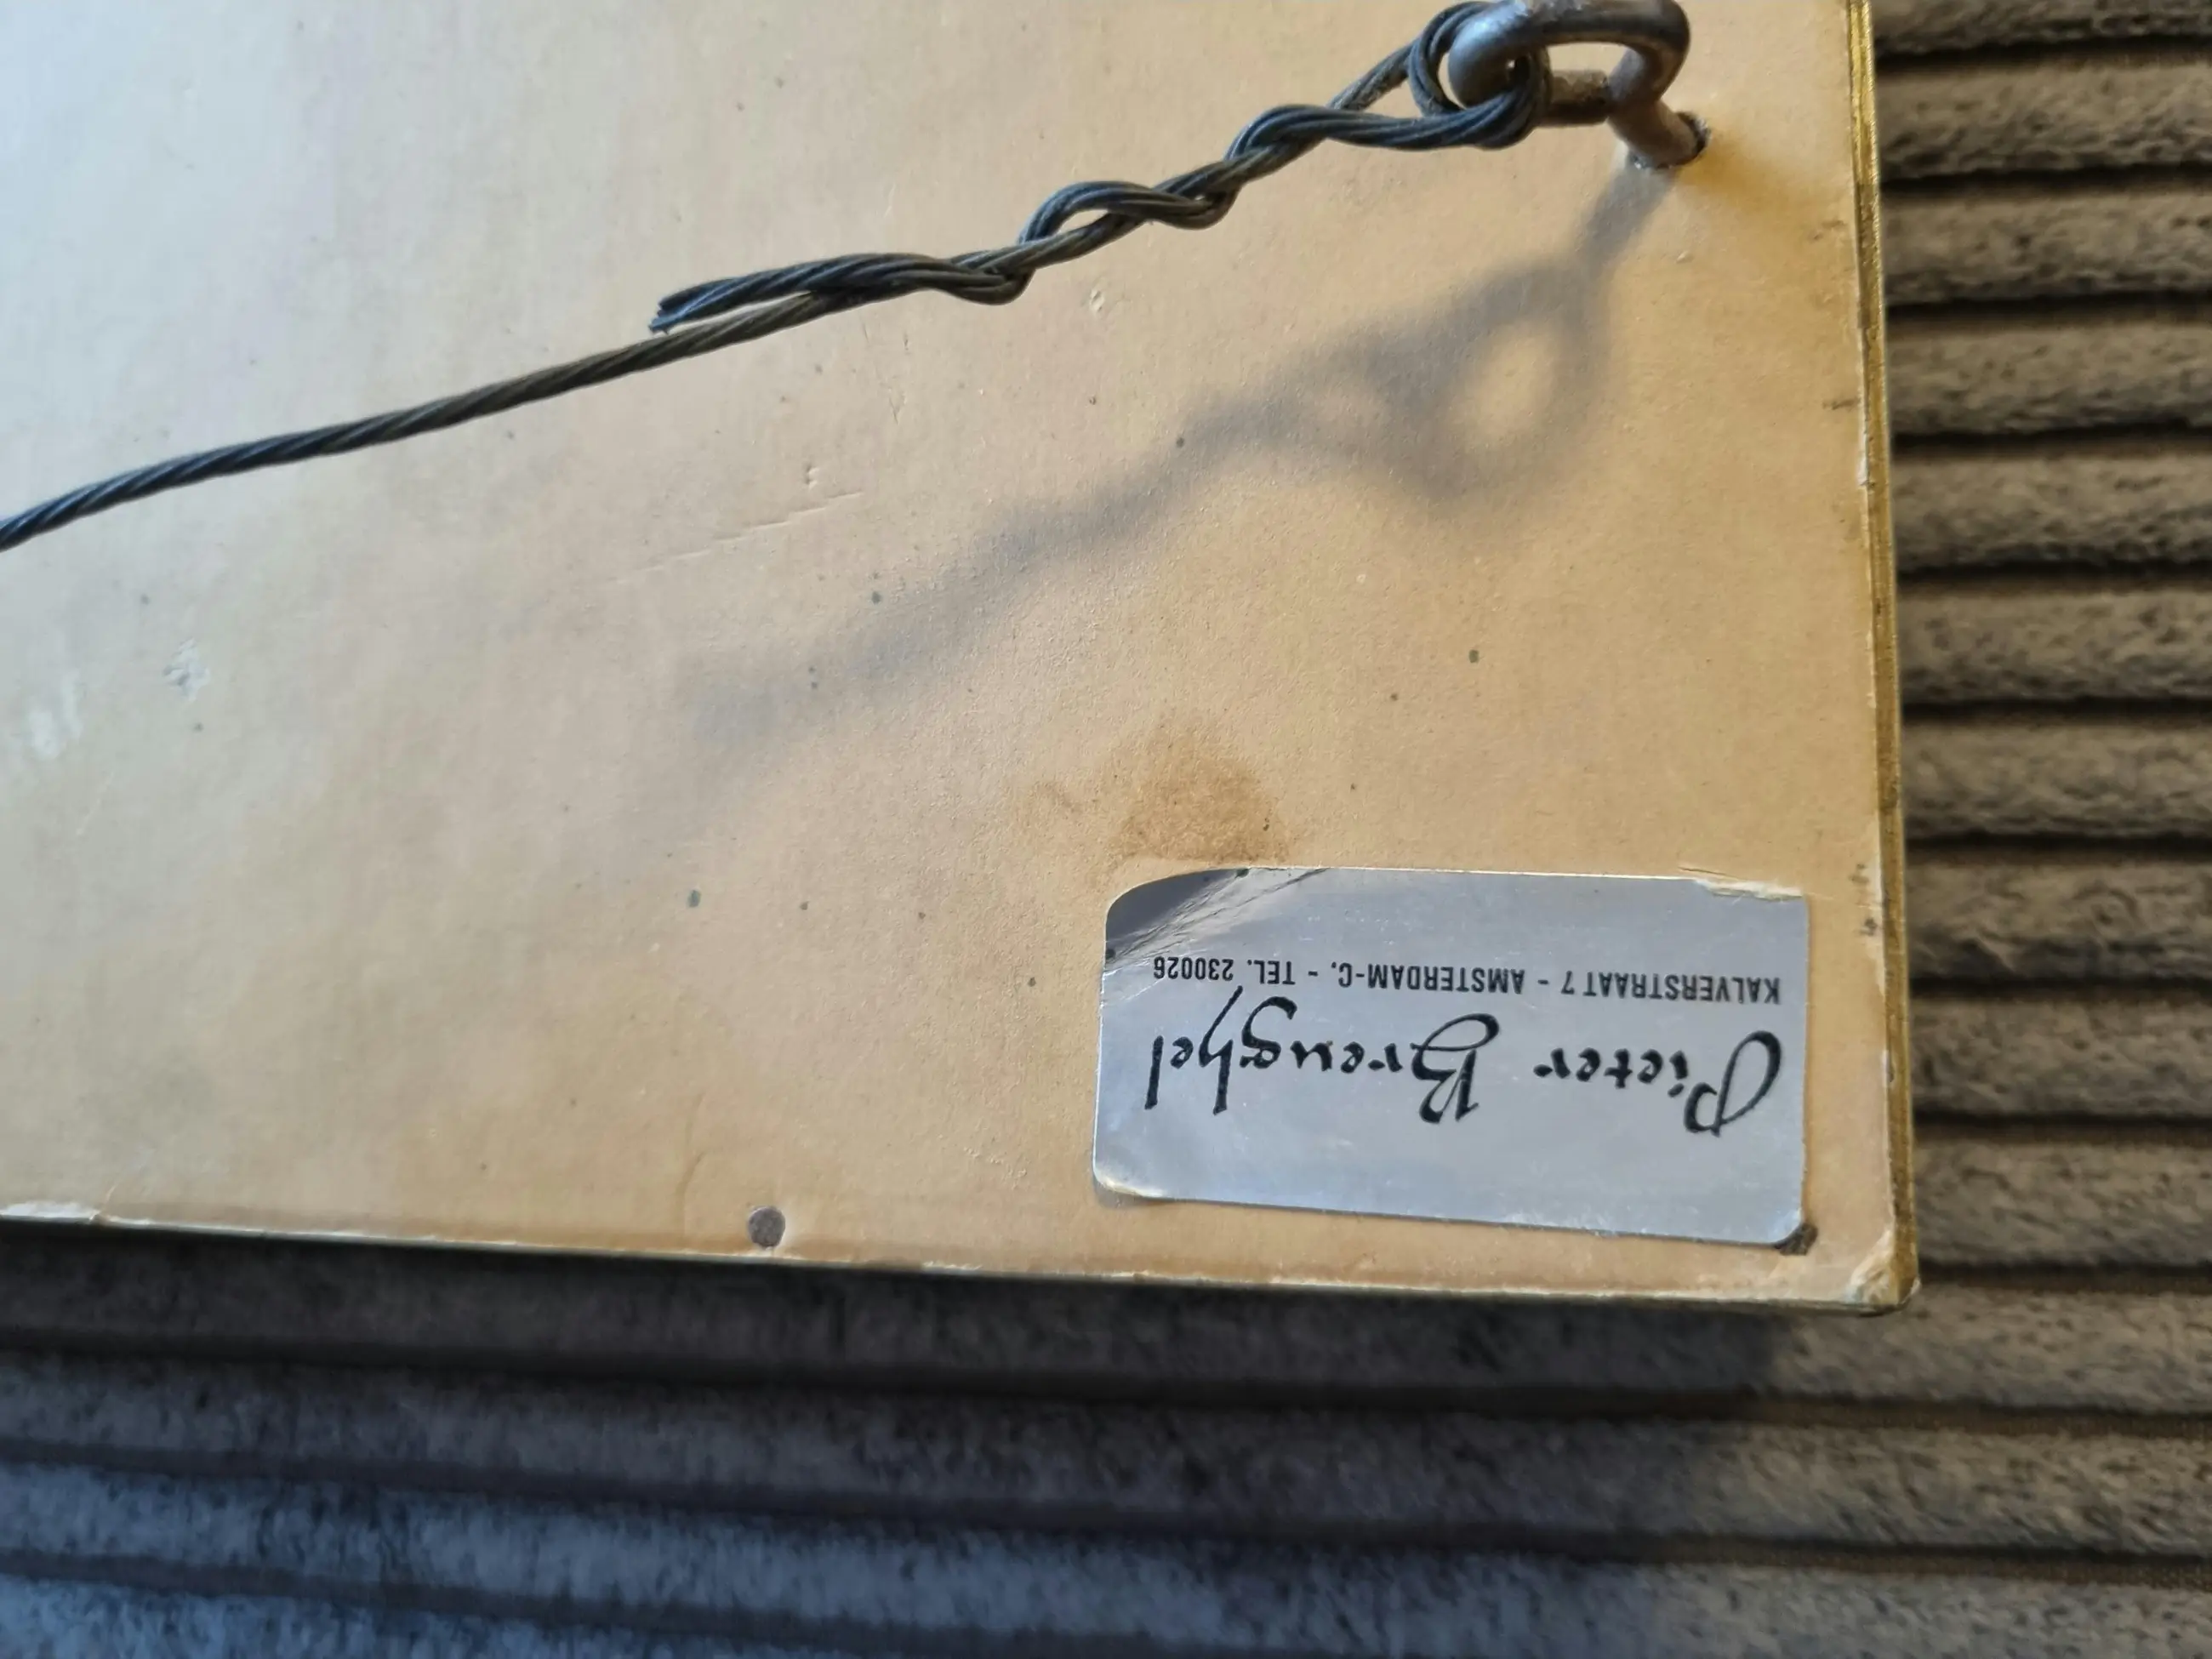 Pieter Breughel
KALVERSTRAAT 7 - AMSTERDAM-C. - TEL. 230026